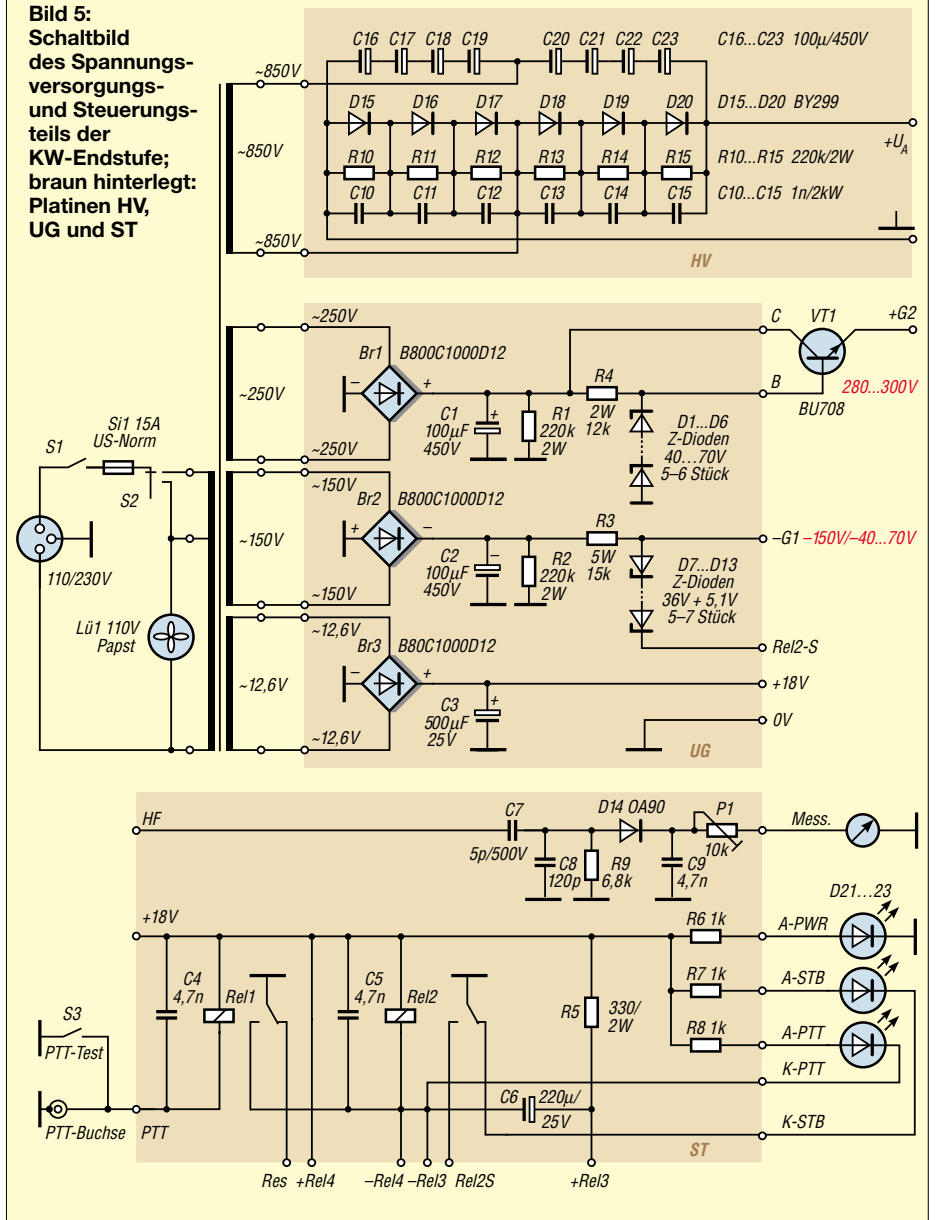 Bild 5:
Schaltbild
des Spannungs-
versorgungs-
und Steuerungs-
teils der
KW-Endstufe;
braun hinterlegt:
Platinen HV,
UG und ST
C16 C17 C18 C19 C20 C21 C22 C23 C16...C23 100µ/450V
~850V
D15 D16 D17 D18 D19 D20 D15...D20 BY299
+UA
~850V
R10 R11 R12 R13 R14 R15 R10...R15 220k/2W
C10 C11 C12 C13 C14 C15 C10...C15 1n/2kW
~850V
HV
~250V
C VT1 +G2
Br1 B800C1000D12
– +
R4
2W
12k
B 280...300V
BU708
~250V
C1
100µF
450V
+
R1
220k
2W
D1...D6
Z-Dioden
40...70V
5–6 Stück
~250V
Si1 15A
US-Norm
S1
S2
110/230V
Lü1 110V
Papst
~150V
Br2 B800C1000D12
+ –
R3
5W
15k
–G1 –150V/–40...70V
~150V
C2
100µF
450V
–
R2
220k
2W
D7...D13
Z-Dioden
36V + 5,1V
5–7 Stück
~150V
~12,6V
Br3 B80C1000D12
Rel2-S
– +
+18V
~12,6V
C3
500µF
25V
+
0V
~12,6V
UG
HF
C7
5p/500V
D14 OA90
P1
10k
Mess.
C8
120p
R9
6,8k
C9
4,7n
D21...23
+18V
R6 1k A-PWR
C4
4,7n
Rel1
C5
4,7n
Rel2
R7 1k A-STB
R5 330/
2W
S3
PTT-Test
R8 1k A-PTT
K-PTT
C6 220µ/
25V
K-STB
PTT-Buchse PTT
ST
Res +Rel4 –Rel4 –Rel3 Rel2S +Rel3